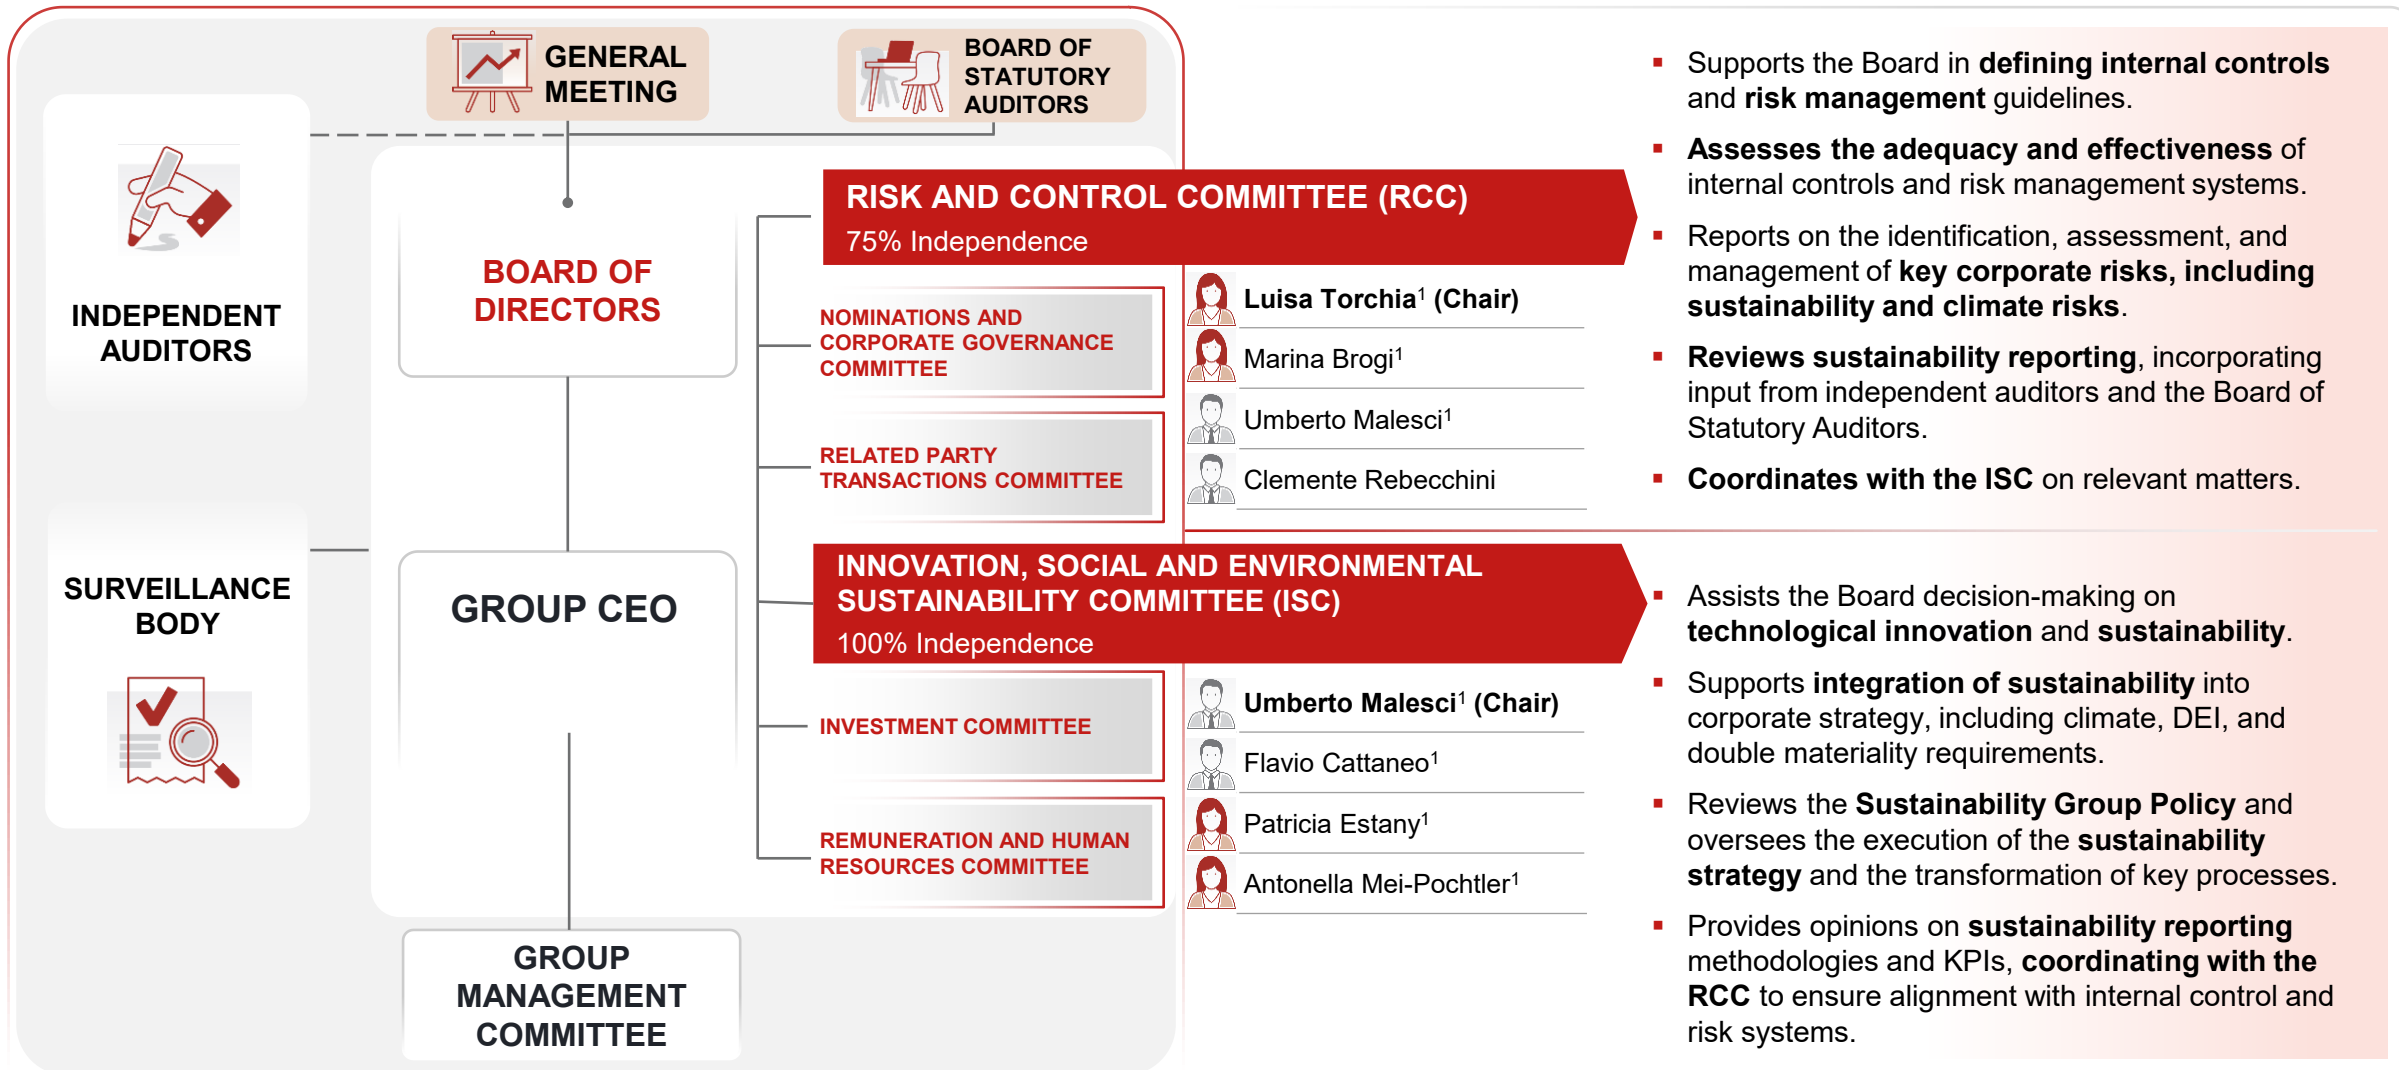 GENERAL
MEETING
BOARD OF
STATUTORY
AUDITORS
INDEPENDENT
AUDITORS
SURVEILLANCE
BODY
BOARD OF
DIRECTORS
GROUP CEO
GROUP
MANAGEMENT
COMMITTEE
RISK AND CONTROL COMMITTEE (RCC)
75% Independence
NOMINATIONS AND
CORPORATE GOVERNANCE
COMMITTEE
RELATED PARTY
TRANSACTIONS COMMITTEE
Luisa Torchia¹ (Chair)
Marina Brogi¹
Umberto Malesci¹
Clemente Rebecchini
▪ Supports the Board in defining internal controls
and risk management guidelines.
▪ Assesses the adequacy and effectiveness of
internal controls and risk management systems.
▪ Reports on the identification, assessment, and
management of key corporate risks, including
sustainability and climate risks.
▪ Reviews sustainability reporting, incorporating
input from independent auditors and the Board of
Statutory Auditors.
▪ Coordinates with the ISC on relevant matters.
INNOVATION, SOCIAL AND ENVIRONMENTAL
SUSTAINABILITY COMMITTEE (ISC)
100% Independence
INVESTMENT COMMITTEE
REMUNERATION AND HUMAN
RESOURCES COMMITTEE
Umberto Malesci¹ (Chair)
Flavio Cattaneo¹
Patricia Estany¹
Antonella Mei-Pochtler¹
▪ Assists the Board decision-making on
technological innovation and sustainability.
▪ Supports integration of sustainability into
corporate strategy, including climate, DEI, and
double materiality requirements.
▪ Reviews the Sustainability Group Policy and
oversees the execution of the sustainability
strategy and the transformation of key processes.
▪ Provides opinions on sustainability reporting
methodologies and KPIs, coordinating with the
RCC to ensure alignment with internal control and
risk systems.